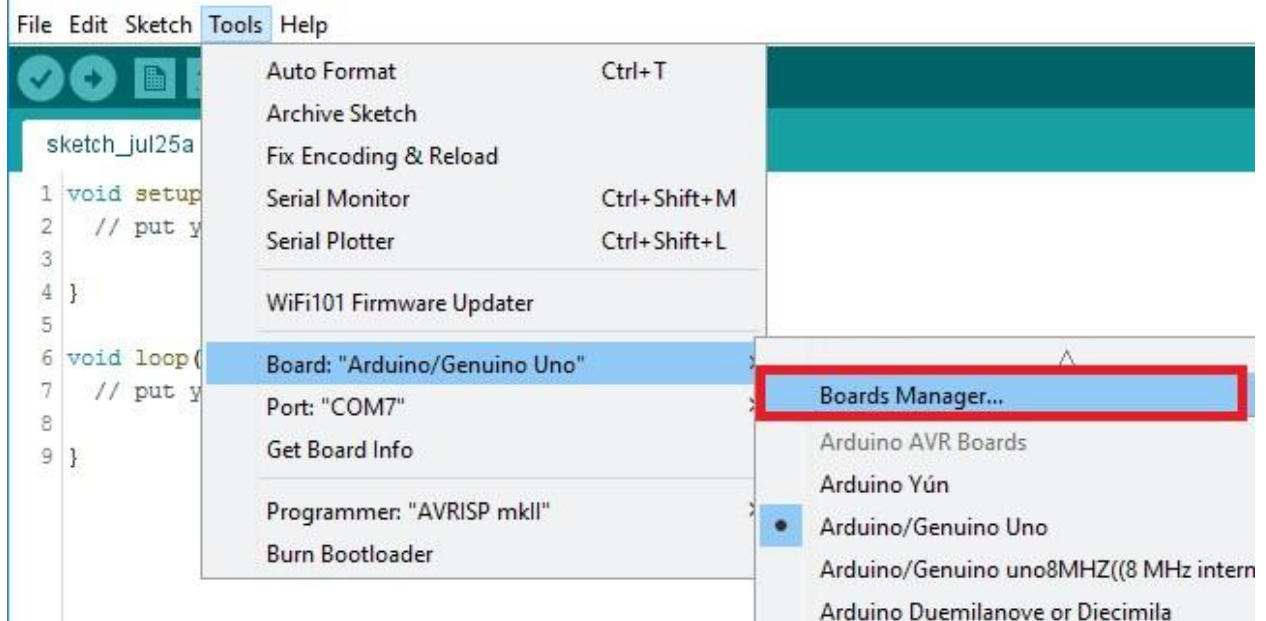 File Edit Sketch Tools Help
Auto Format Ctrl+T
Archive Sketch
sketch_jul25a
Fix Encoding & Reload
1 void setup
Serial Monitor Ctrl+Shift+M
2 // put y
Serial Plotter Ctrl+Shift+L
3
4 }
WiFi101 Firmware Updater
5
6 void loop(
Board: "Arduino/Genuino Uno"
7 // put y
Boards Manager...
Port: "COM7"
8
9 }
Get Board Info
Arduino AVR Boards
Arduino Yún
Programmer: "AVRISP mkII"
Arduino/Genuino Uno
Burn Bootloader
Arduino/Genuino uno8MHZ((8 MHz intern
Arduino Duemilanove or Diecimila